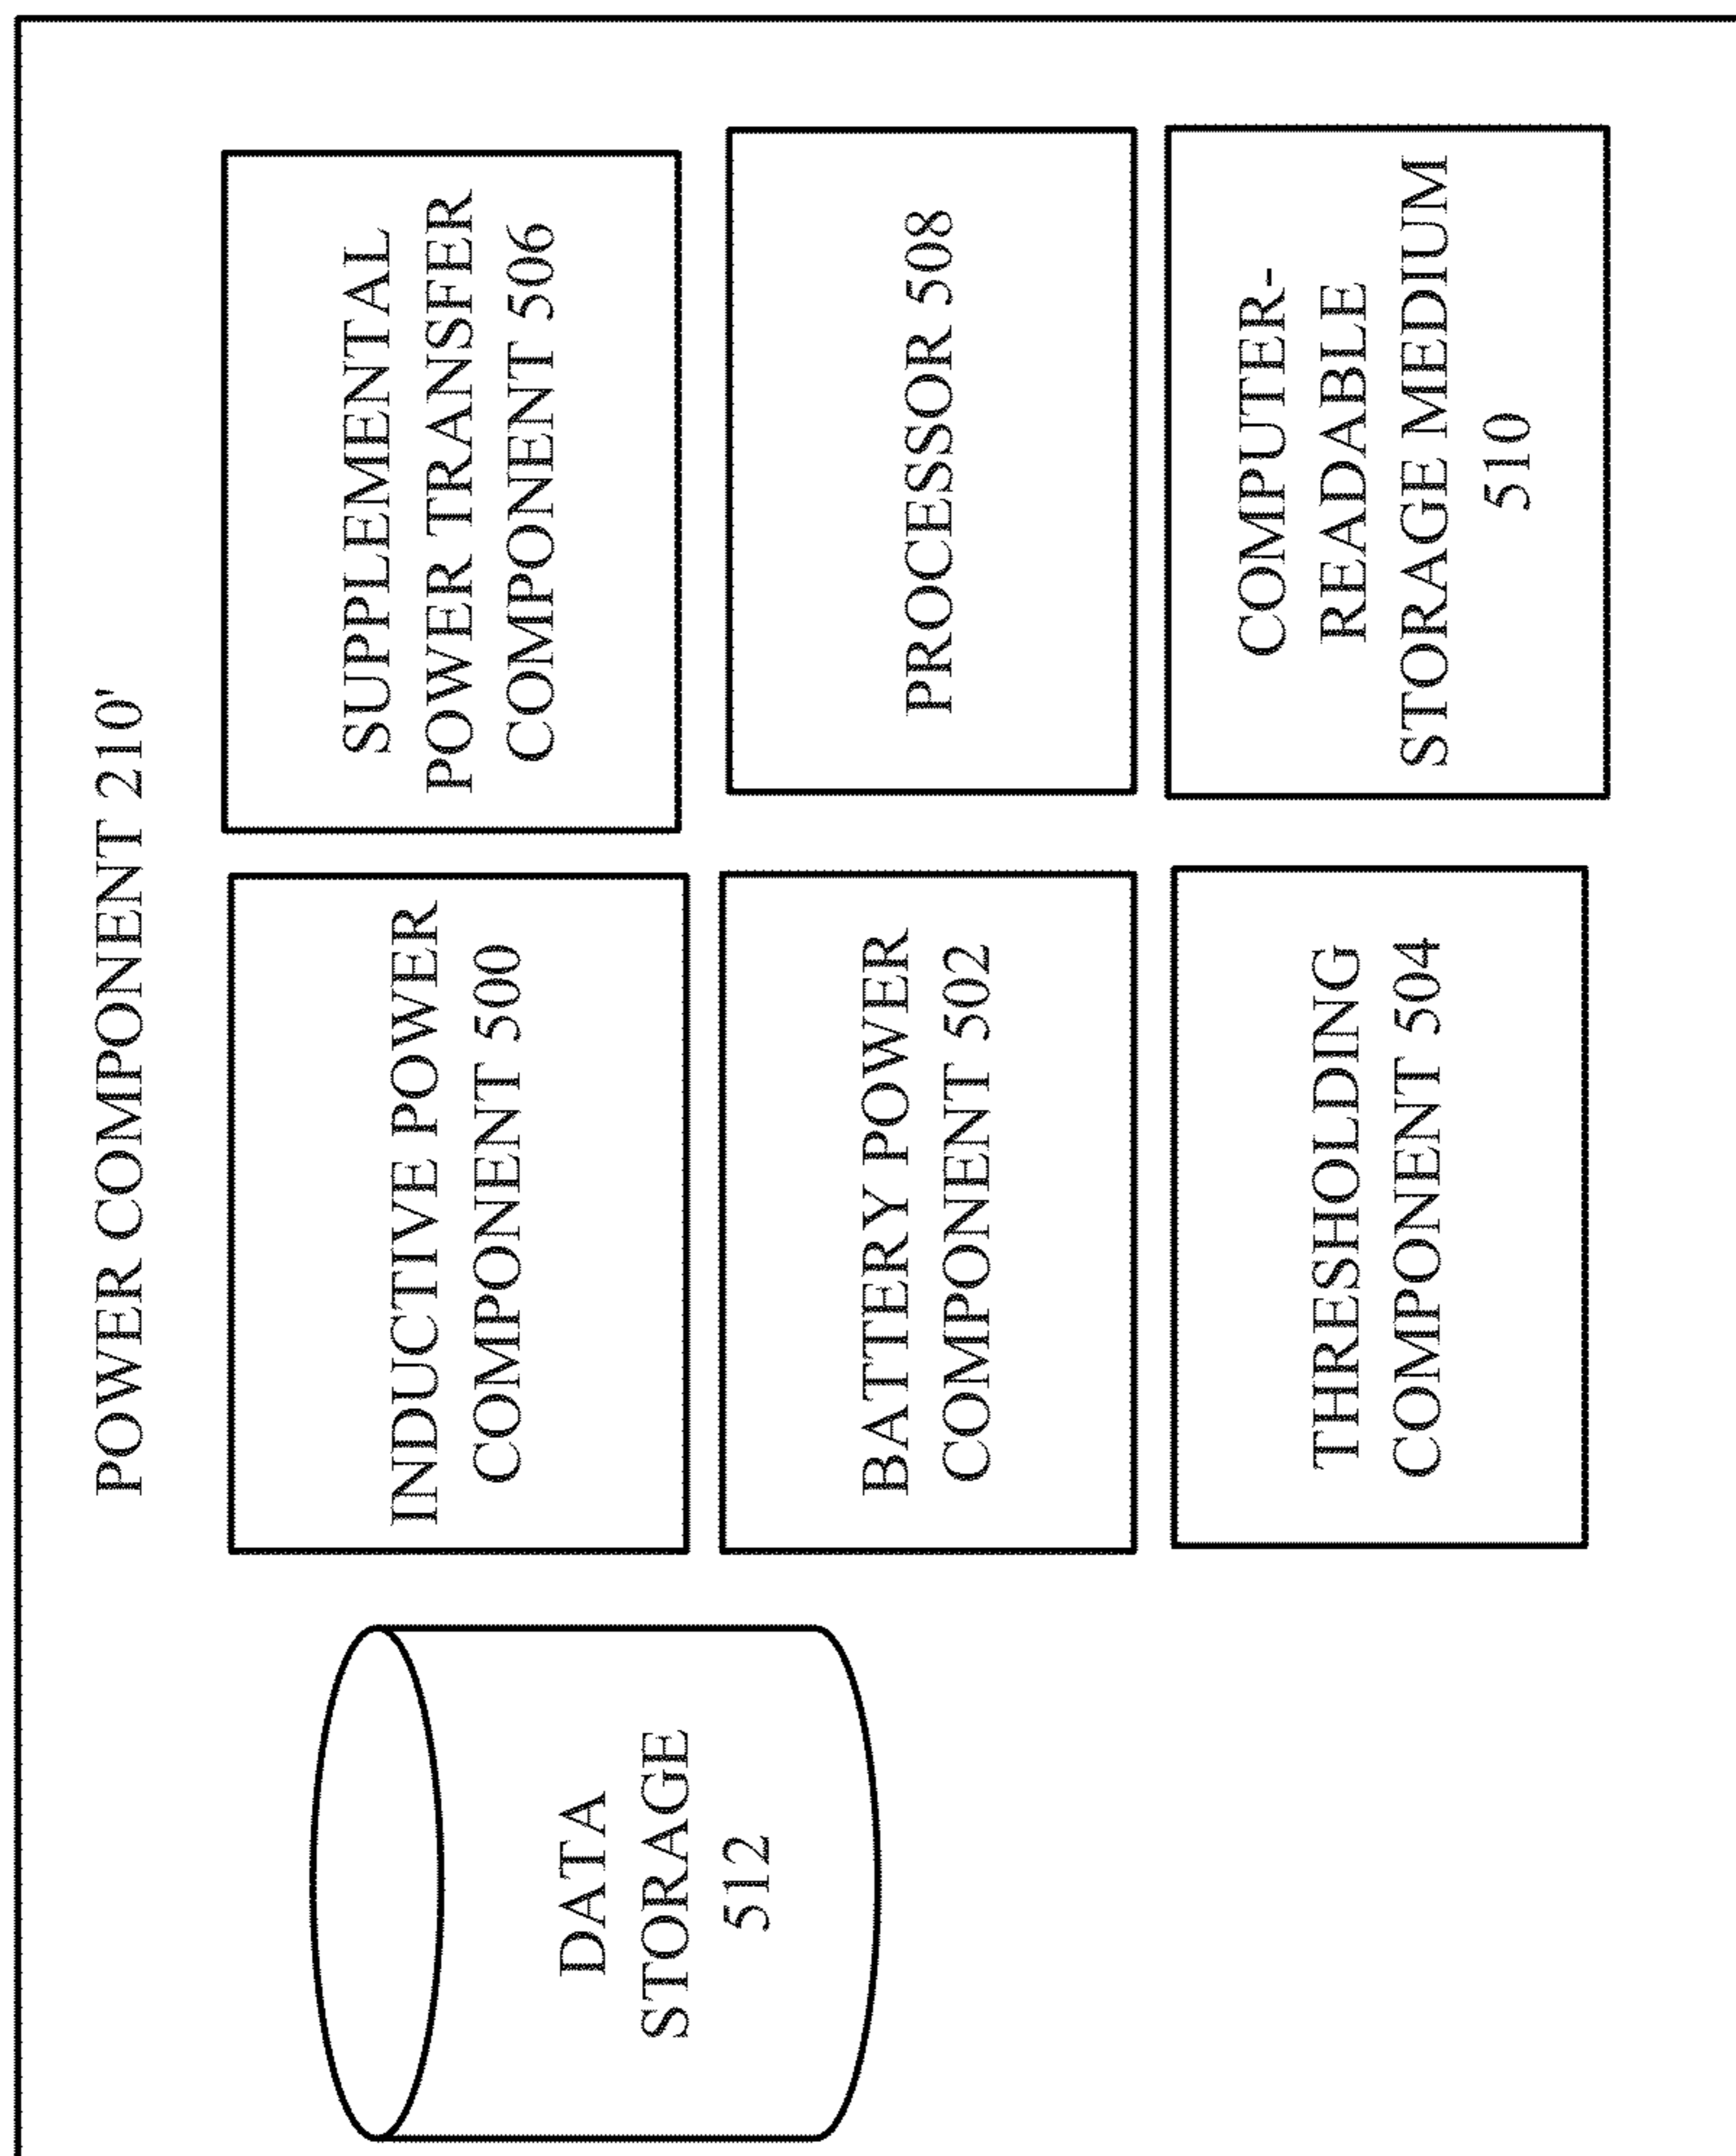 POWER COMPONENT 210'
DATA
STORAGE
512
INDUCTIVE POWER
COMPONENT 500
BATTERY POWER
COMPONENT 502
THRESHOLDING
COMPONENT 504
SUPPLEMENTAL
POWER TRANSFER
COMPONENT 506
PROCESSOR 508
COMPUTER-
READABLE
STORAGE MEDIUM
510